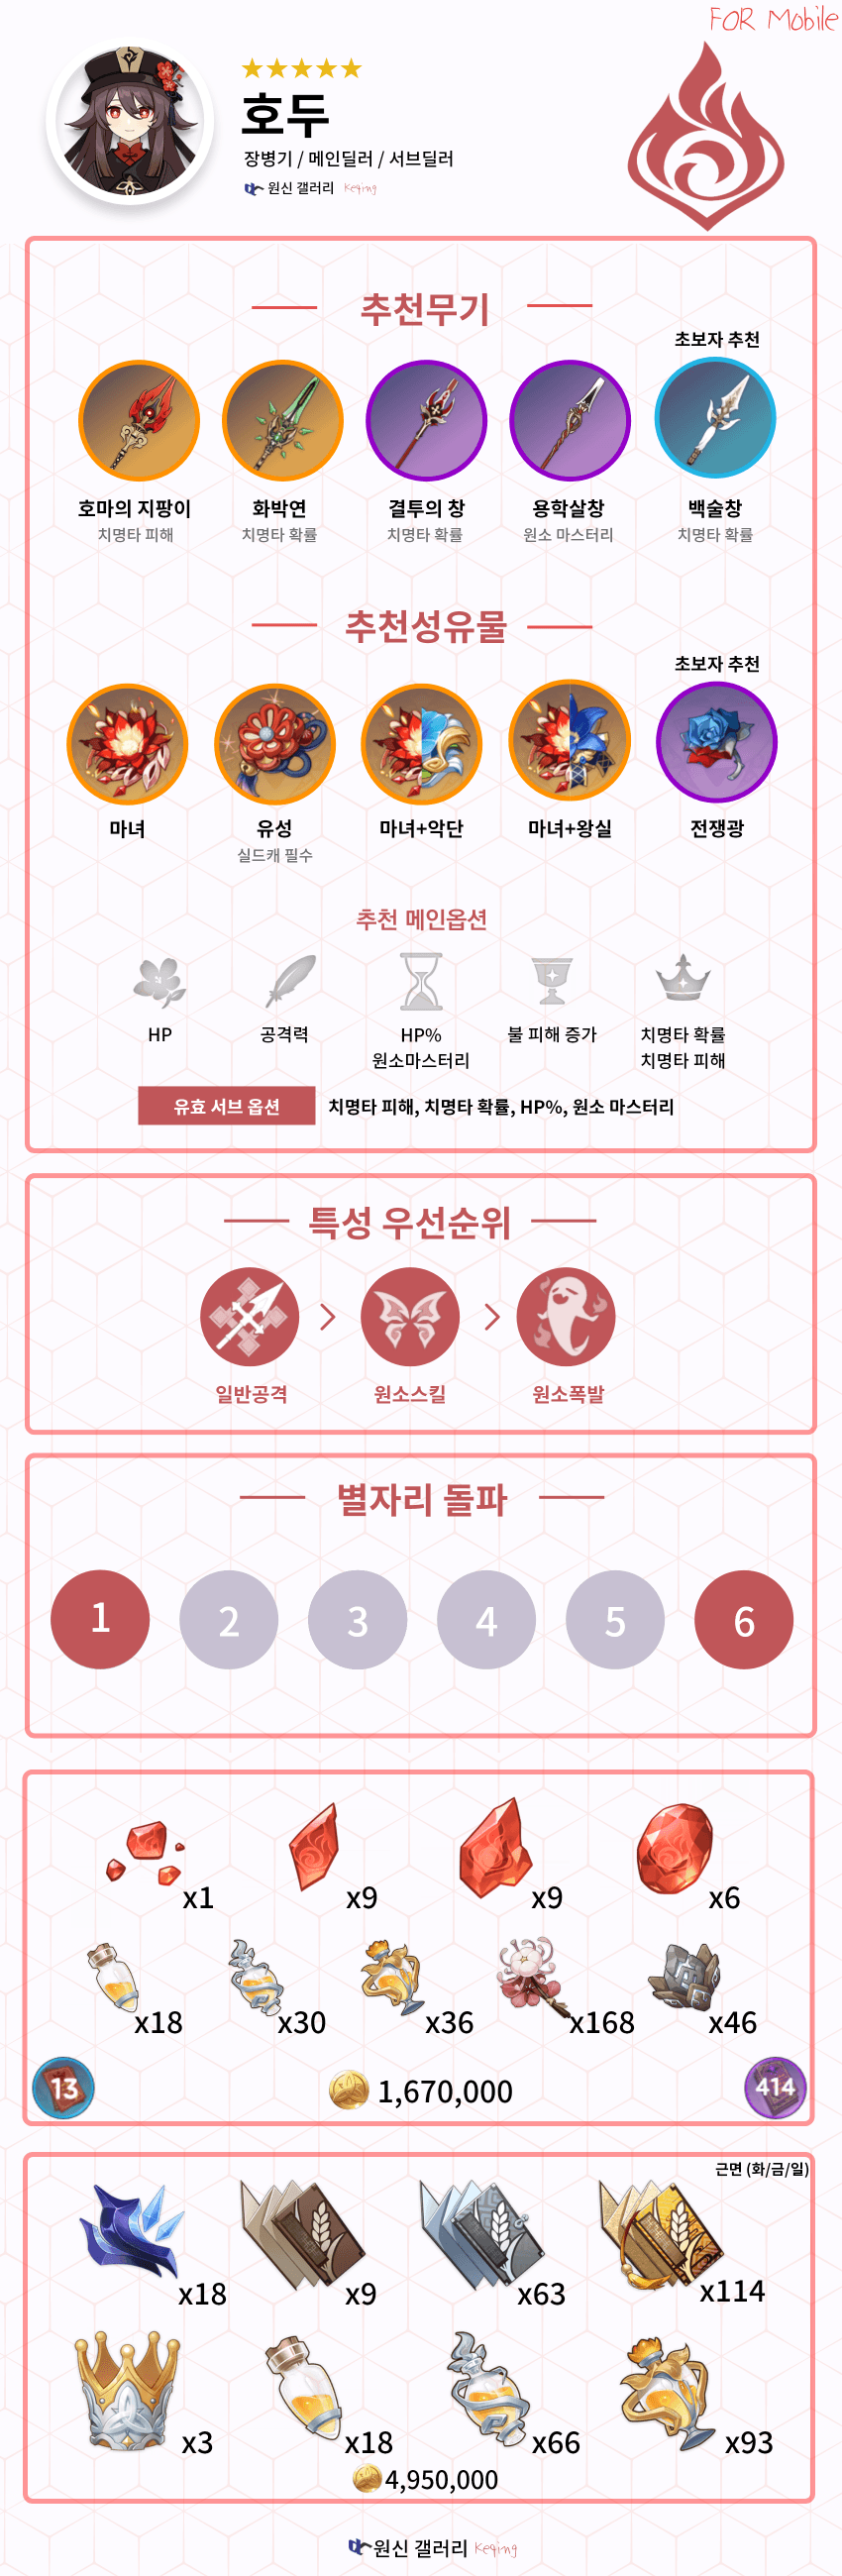 FOR Mobile
호두
장병기 / 메인딜러 / 서브딜러
원신 갤러리 Keqing
추천무기
초보자 추천
호마의 지팡이 화박연 결투의 창 용학살창 백술창
치명타 피해 치명타 확률 치명타 확률 원소 마스터리 치명타 확률
추천성유물
초보자 추천
마녀 유성 마녀+악단 마녀+왕실 전쟁광
실드캐 필수
추천 메인옵션
HP 공격력 HP% 불 피해 증가 치명타 확률
원소마스터리 치명타 피해
유효 서브 옵션 치명타 피해, 치명타 확률, HP%, 원소 마스터리
특성 우선순위
일반공격 원소스킬 원소폭발
별자리 돌파
1 2 3 4 5 6
x1 x9 x9 x6
x18 x30 x36 x168 x46
13 1,670,000 414
근면 (화/금/일)
x18 x9 x63 x114
x3 x18 x66 x93
4,950,000
원신 갤러리 Keqing